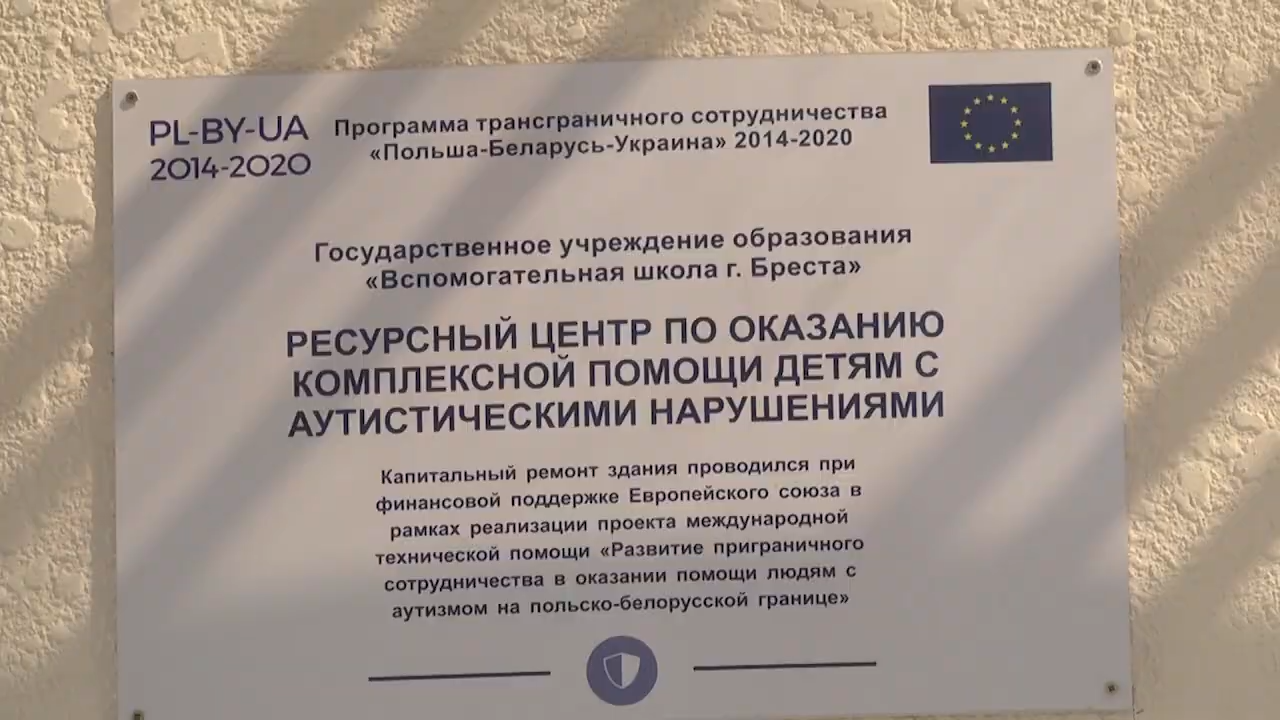 PL-BY-UA
2014-2020
Программа трансграничного сотрудничества
«Польша-Беларусь-Украина» 2014-2020
Государственное учреждение образования
«Вспомогательная школа г. Бреста»
РЕСУРСНЫЙ ЦЕНТР ПО ОКАЗАНИЮ
КОМПЛЕКСНОЙ ПОМОЩИ ДЕТЯМ С
АУТИСТИЧЕСКИМИ НАРУШЕНИЯМИ
Капитальный ремонт здания проводился при
финансовой поддержке Европейского союза в
рамках реализации проекта международной
технической помощи «Развитие приграничного
сотрудничества в оказании помощи людям с
аутизмом на польско-белорусской границе»